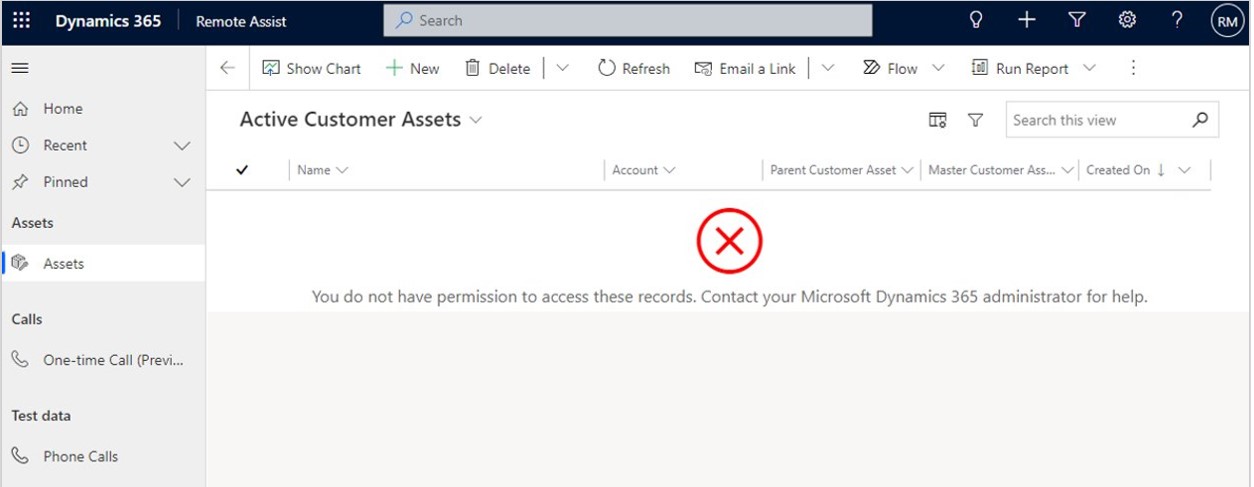 Dynamics 365 Remote Assist Search ? RM
Show Chart New Delete Refresh Email a Link Flow Run Report
Home
Recent
Pinned
Assets
Assets
Calls
One-time Call (Previ...
Test data
Phone Calls
Active Customer Assets Search this view
Name Account Parent Customer Asset Master Customer Ass... Created On
You do not have permission to access these records. Contact your Microsoft Dynamics 365 administrator for help.